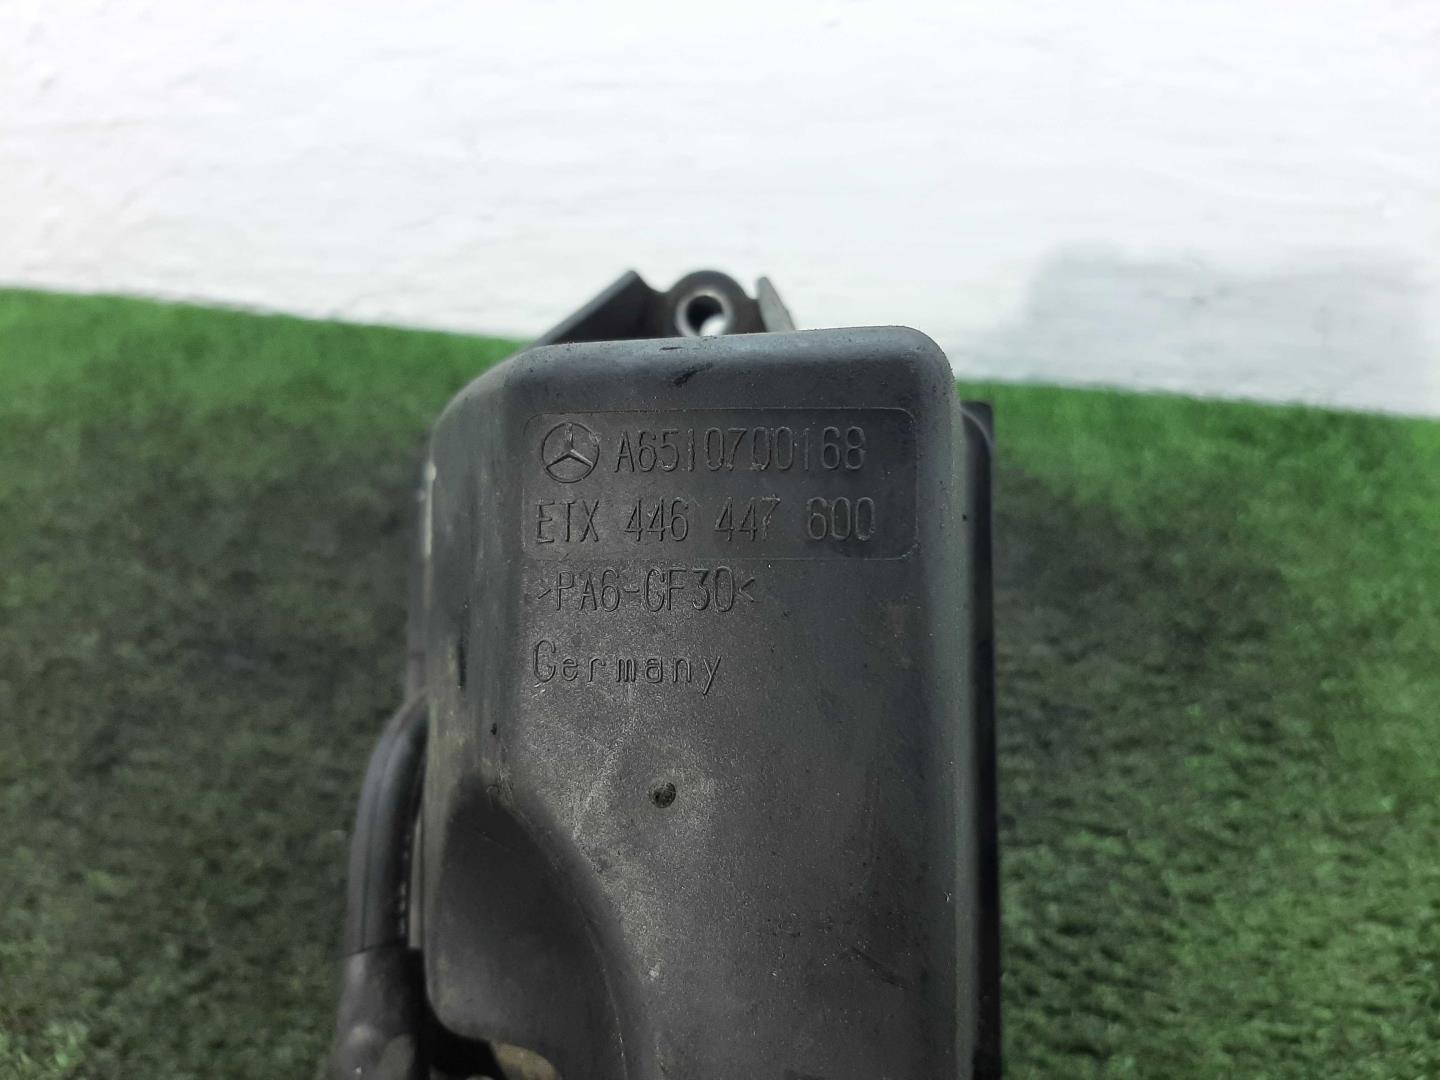 A6510700168
ETX 446 447 600
>PA6-GF30<
Germany